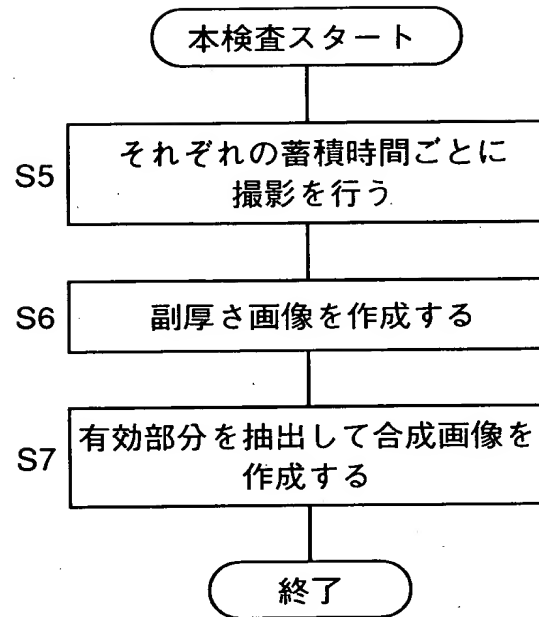 本検査スタート
S5
それぞれの蓄積時間ごとに
撮影を行う
S6
副厚さ画像を作成する
S7
有効部分を抽出して合成画像を
作成する
終了